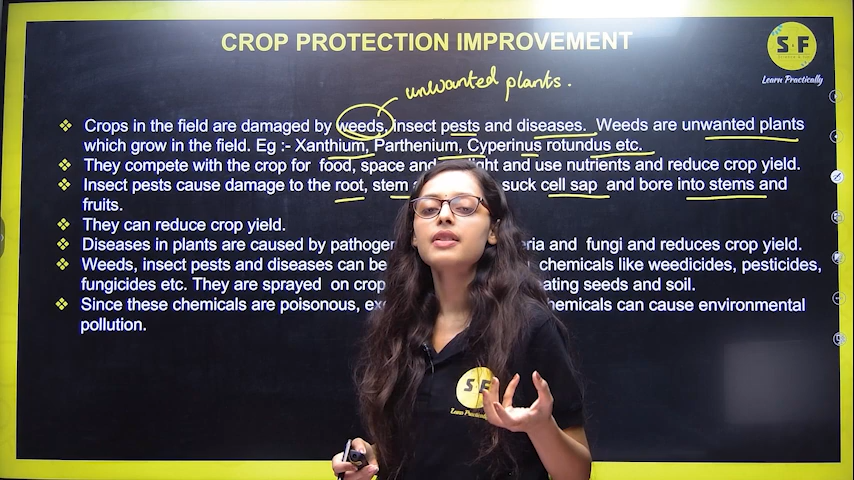 CROP PROTECTION IMPROVEMENT
S F
Learn Practically
unwanted plants.
❖ Crops in the field are damaged by weeds, insect pests and diseases. Weeds are unwanted plants
which grow in the field. Eg :- Xanthium, Parthenium, Cyperinus rotundus etc.
❖ They compete with the crop for food, space and light and use nutrients and reduce crop yield.
❖ Insect pests cause damage to the root, stem suck cell sap and bore into stems and
fruits.
❖ They can reduce crop yield.
❖ Diseases in plants are caused by and fungi and reduces crop yield.
❖ Weeds, insect pests and diseases can be chemicals like weedicides, pesticides,
fungicides etc. They are sprayed on seeds and soil.
❖ Since these chemicals are poisonous, can cause environmental
pollution.
S F
Learn